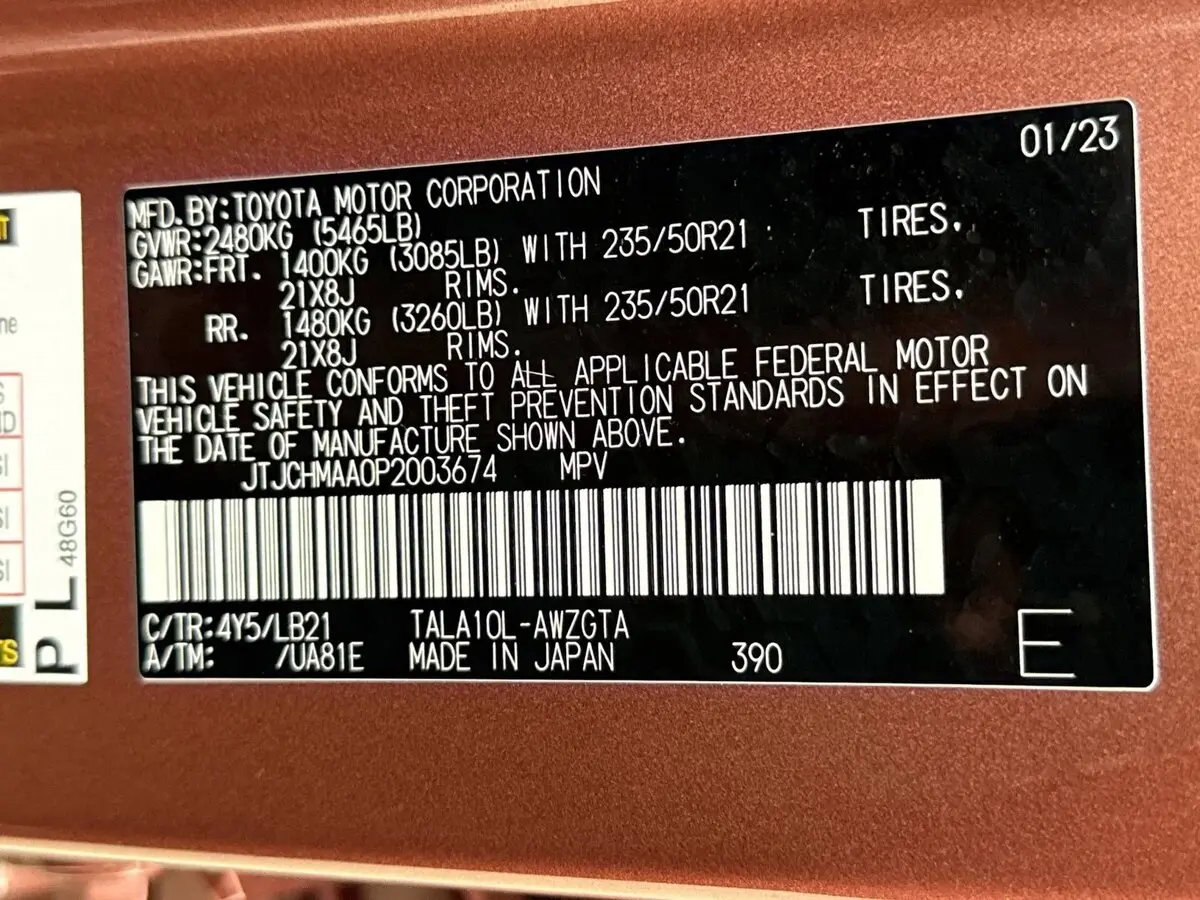 01/23
MFD.BY:TOYOTA MOTOR CORPORATION
GVWR:2480KG (5465LB)
GAWR:FRT. 1400KG (3085LB) WITH 235/50R21 TIRES.
21X8J RIMS.
RR. 1480KG (3260LB) WITH 235/50R21 TIRES.
21X8J RIMS.
THIS VEHICLE CONFORMS TO ALL APPLICABLE FEDERAL MOTOR
VEHICLE SAFETY AND THEFT PREVENTION STANDARDS IN EFFECT ON
THE DATE OF MANUFACTURE SHOWN ABOVE.
JTJCHMAA0P2003674 MPV
C/TR:4Y5/LB21 TALA10L-AWZGTA
A/TM: /UA81E MADE IN JAPAN 390
E
P L 48G60